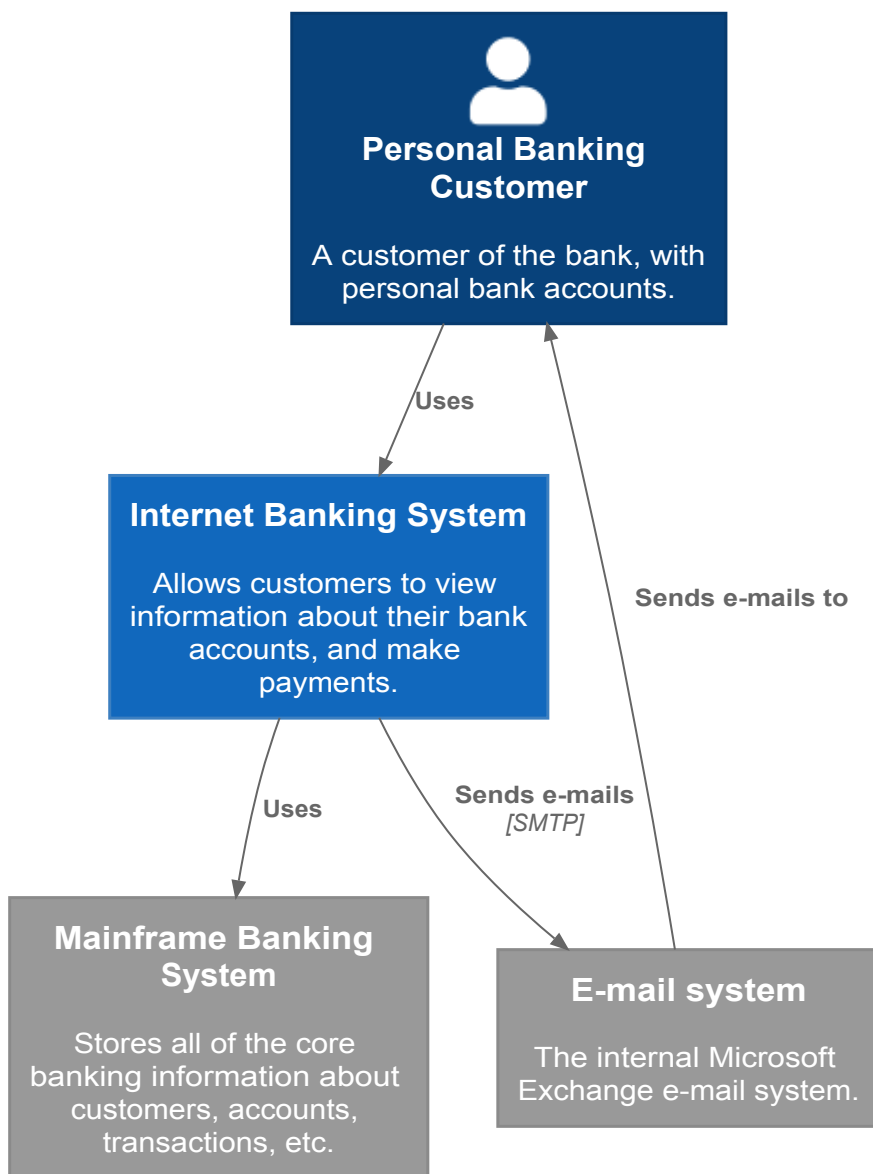 Personal Banking
Customer
A customer of the bank, with
personal bank accounts.
Uses
Internet Banking System
Allows customers to view
information about their bank
accounts, and make
payments.
Sends e-mails to
Uses
Sends e-mails
[SMTP]
Mainframe Banking
System
Stores all of the core
banking information about
customers, accounts,
transactions, etc.
E-mail system
The internal Microsoft
Exchange e-mail system.